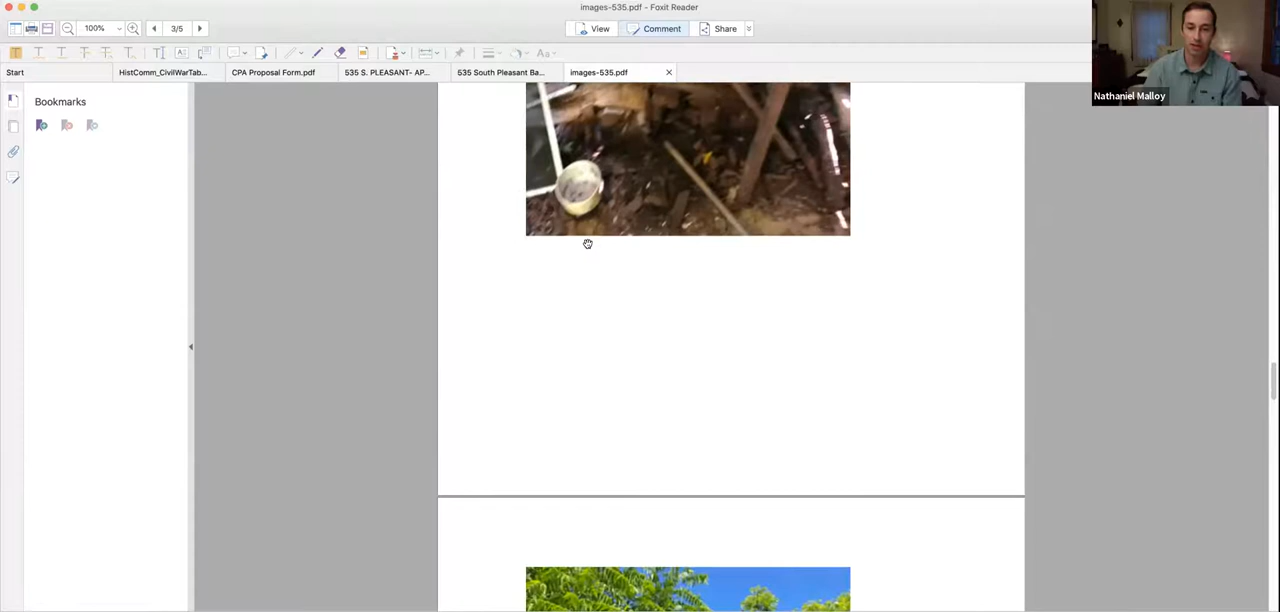 images-535.pdf - Foxit Reader
100%
3/5
View
Comment
Share
Start
HistComm_CivilWarTab...
CPA Proposal Form.pdf
535 S. PLEASANT- AP...
535 South Pleasant Ba...
images-535.pdf
Bookmarks
Nathaniel Malloy